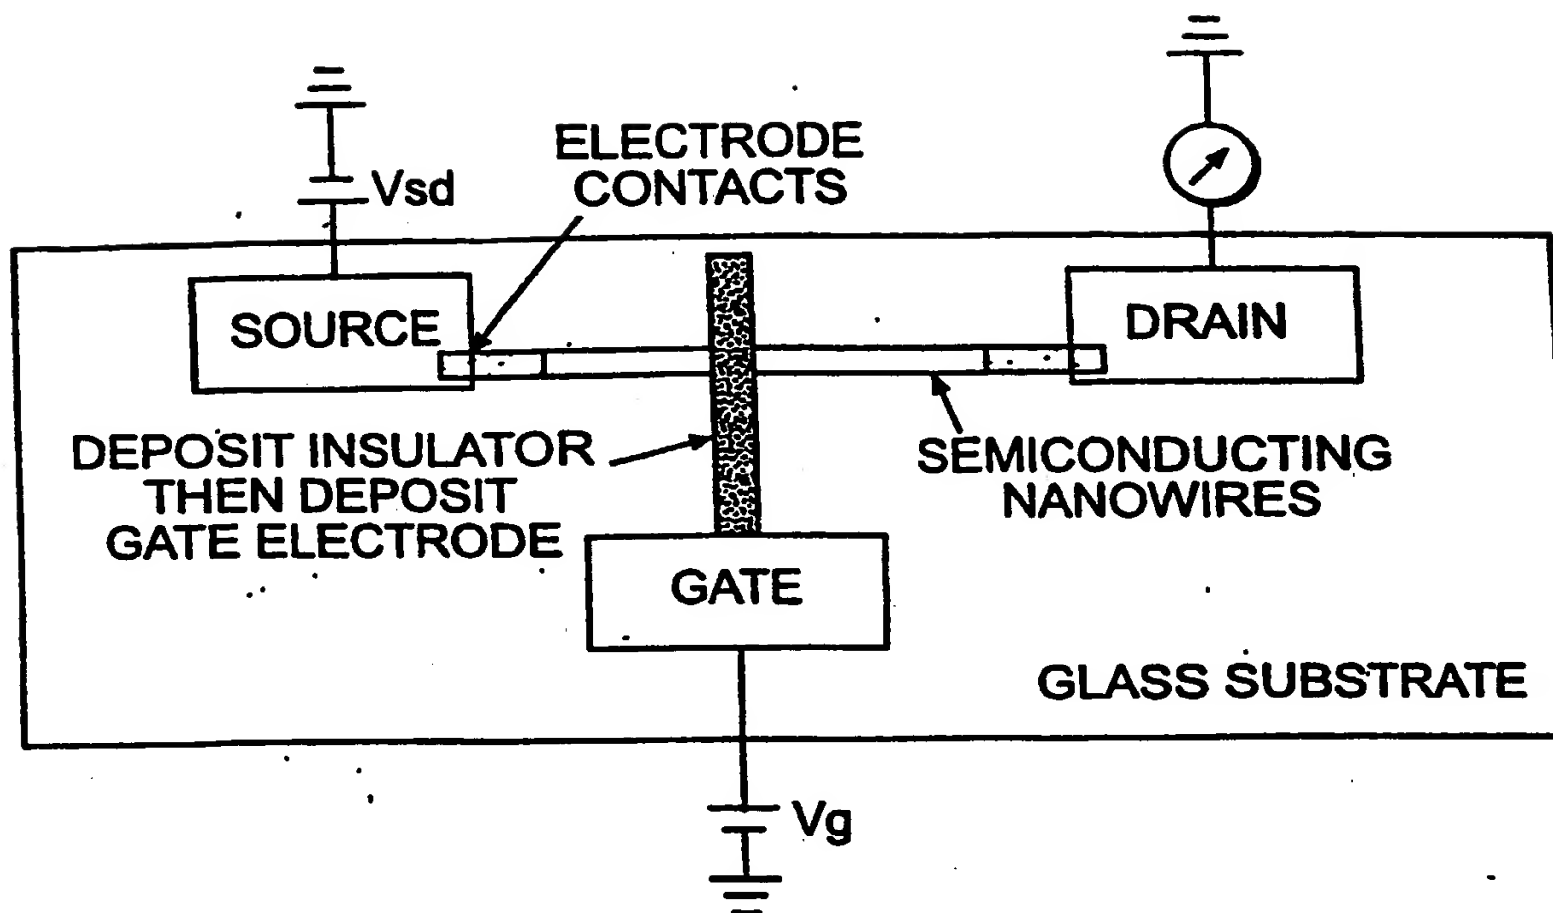 ELECTRODE
CONTACTS
Vsd
SOURCE
DRAIN
DEPOSIT INSULATOR
THEN DEPOSIT
GATE ELECTRODE
SEMICONDUCTING
NANOWIRES
GATE
GLASS SUBSTRATE
Vg